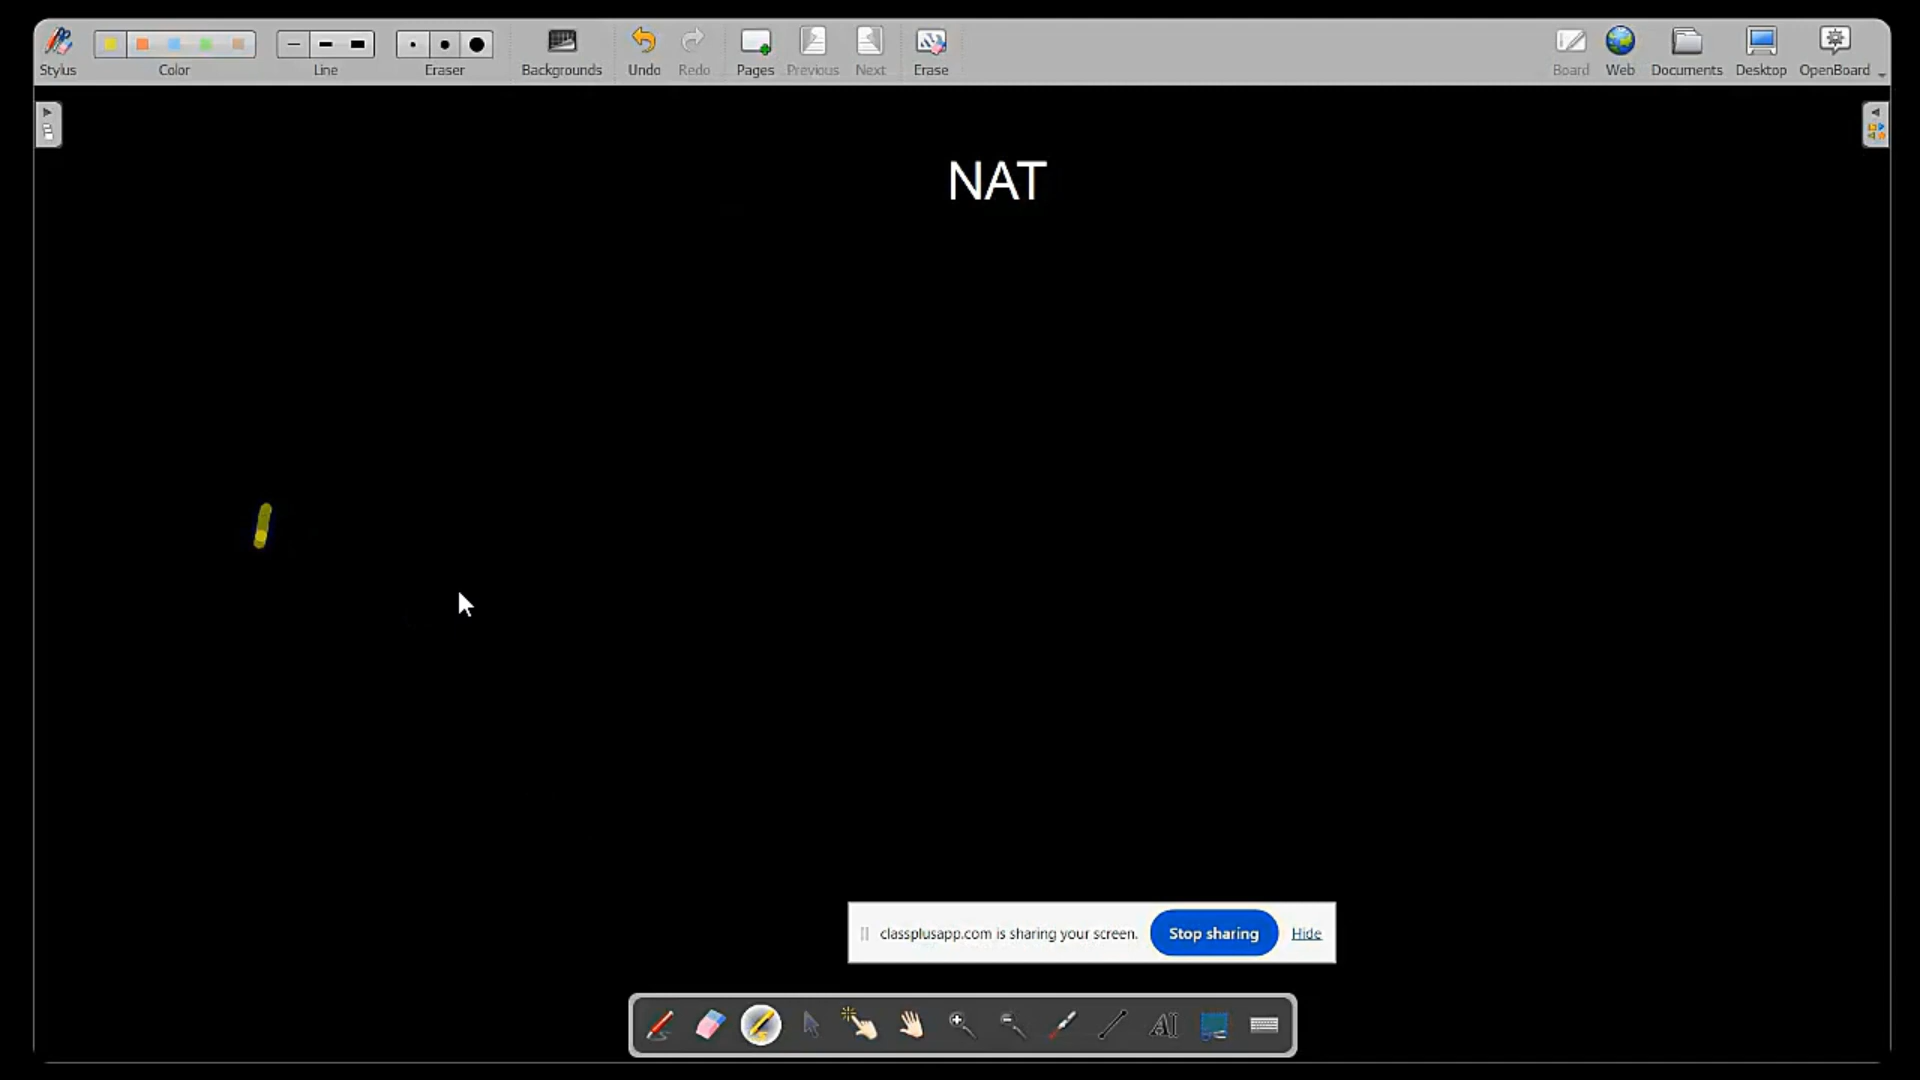 Stylus Color Line Eraser Backgrounds Undo Redo Pages Previous Next Erase Board Web Documents Desktop OpenBoard
NAT
classplusapp.com is sharing your screen. Stop sharing Hide
AI